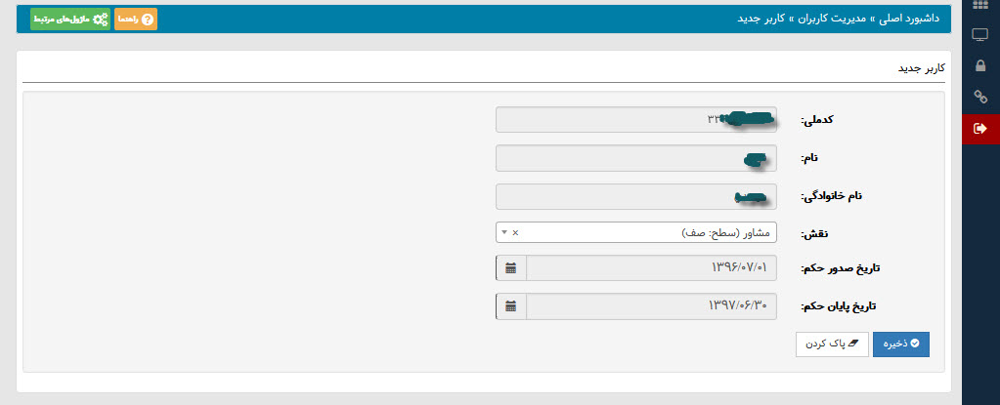 داشبورد اصلی » مدیریت کاربران » کاربر جدید
راهنما
ماژول‌های مرتبط
کاربر جدید
کدملی: ۳۳
نام:
نام خانوادگی:
نقش: مشاور (سطح: صف) ×
تاریخ صدور حکم: ۱۳۹۶/۰۷/۰۱
تاریخ پایان حکم: ۱۳۹۷/۰۶/۳۰
ذخیره
پاک کردن